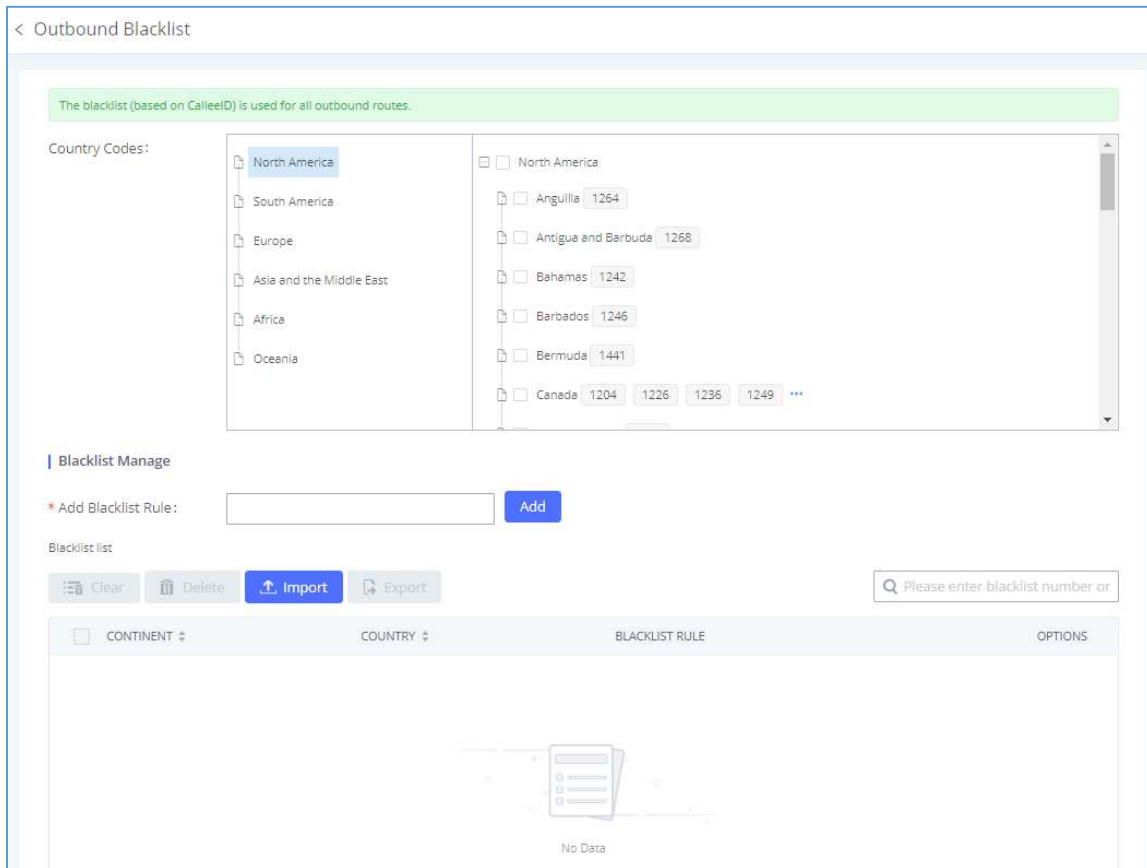 < Outbound Blacklist
The blacklist (based on CalleeID) is used for all outbound routes.
Country Codes:
North America
South America
Europe
Asia and the Middle East
Africa
Oceania
North America
Anguilla 1264
Antigua and Barbuda 1268
Bahamas 1242
Barbados 1246
Bermuda 1441
Canada 1204 1226 1236 1249 •••
Blacklist Manage
* Add Blacklist Rule: Add
Blacklist list
Clear Delete Import Export Please enter blacklist number or
CONTINENT COUNTRY BLACKLIST RULE OPTIONS
No Data